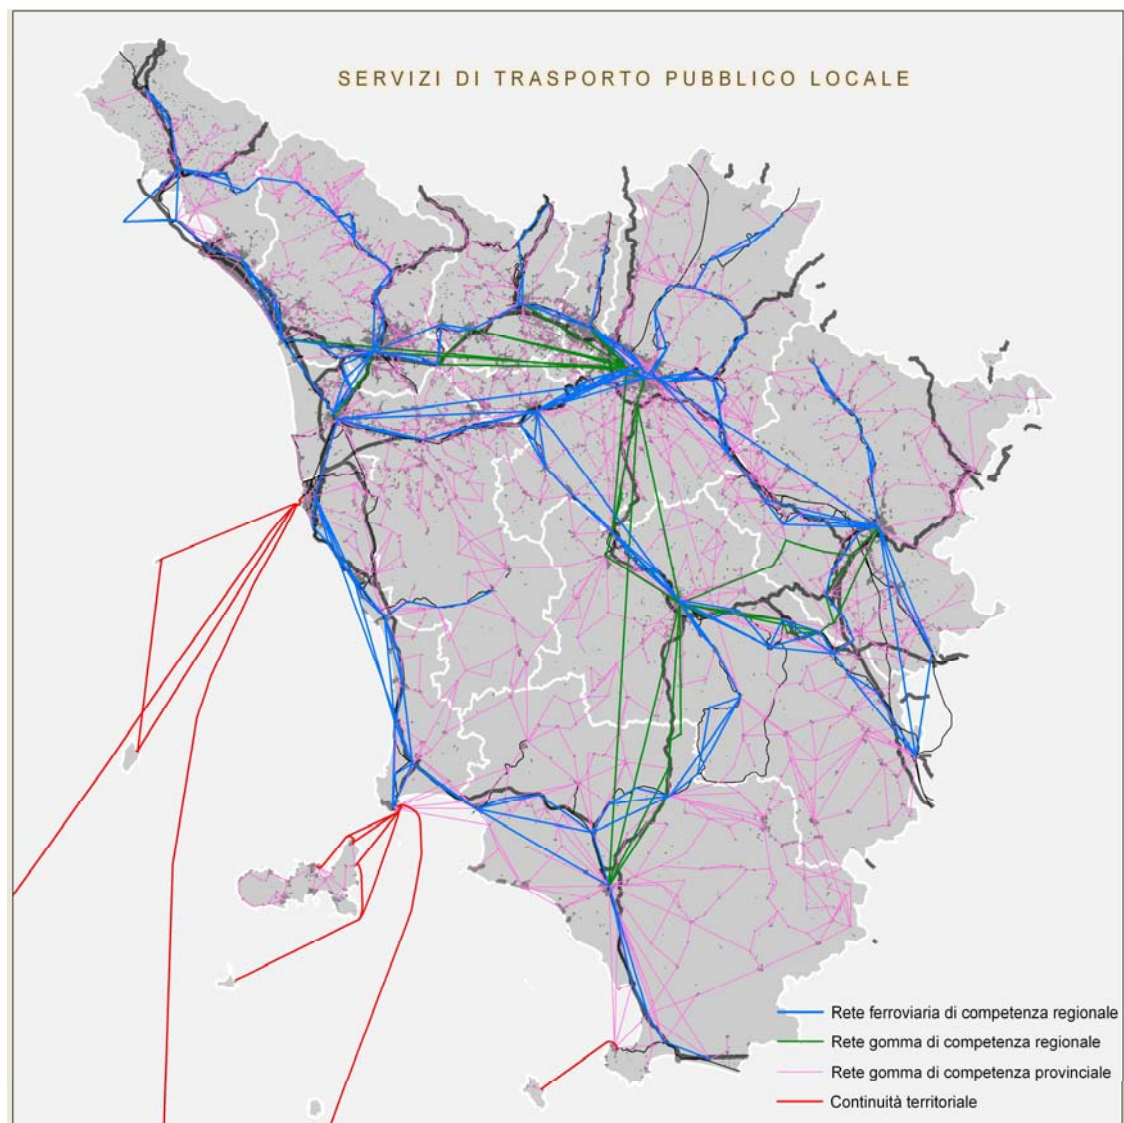 SERVIZI DI TRASPORTO PUBBLICO LOCALE
Rete ferroviaria di competenza regionale
Rete gomma di competenza regionale
Rete gomma di competenza provinciale
Continuità territoriale